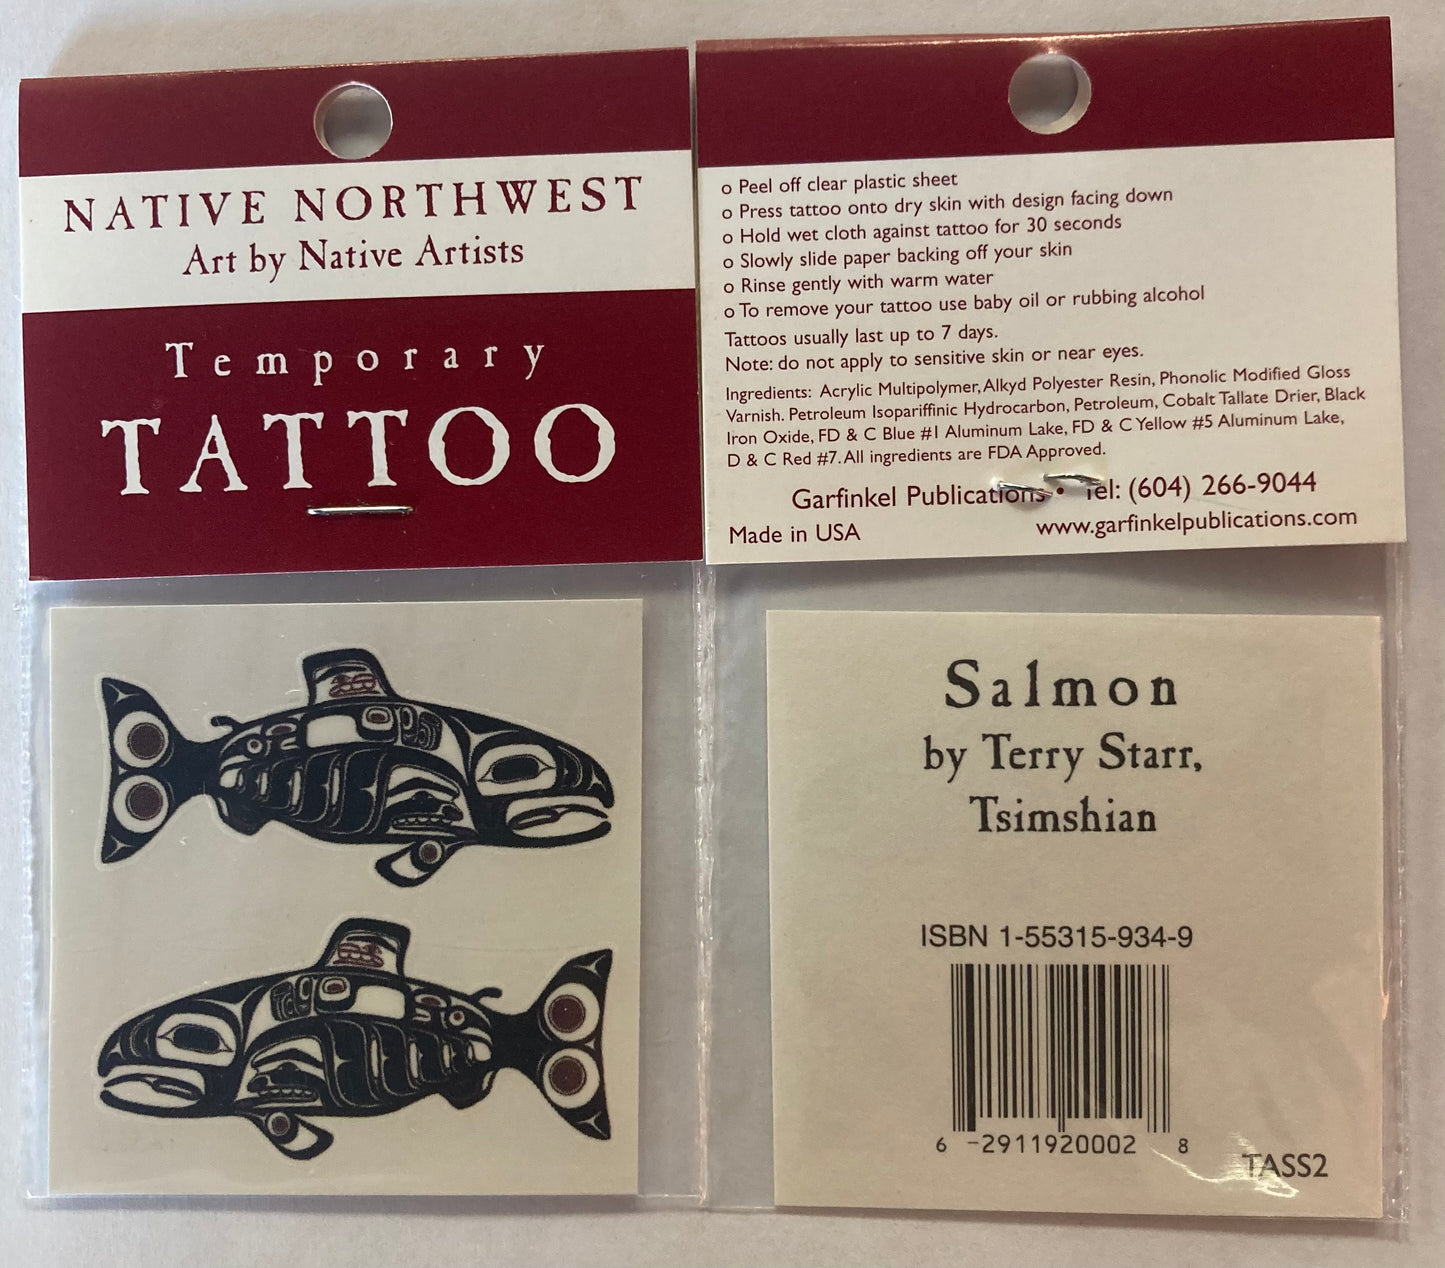 NATIVE NORTHWEST
Art by Native Artists
Temporary
TATTOO
o Peel off clear plastic sheet
o Press tattoo onto dry skin with design facing down
o Hold wet cloth against tattoo for 30 seconds
o Slowly slide paper backing off your skin
o Rinse gently with warm water
o To remove your tattoo use baby oil or rubbing alcohol
Tattoos usually last up to 7 days.
Note: do not apply to sensitive skin or near eyes.
Ingredients: Acrylic Multipolymer, Alkyd Polyester Resin, Phonolic Modified Gloss
Varnish. Petroleum Isopariffinic Hydrocarbon, Petroleum, Cobalt Tallate Drier, Black
Iron Oxide, FD & C Blue #1 Aluminum Lake, FD & C Yellow #5 Aluminum Lake,
D & C Red #7. All ingredients are FDA Approved.
Garfinkel Publications • Tel: (604) 266-9044
Made in USA www.garfinkelpublications.com
Salmon
by Terry Starr,
Tsimshian
ISBN 1-55315-934-9
6 -2911920002 8
TASS2